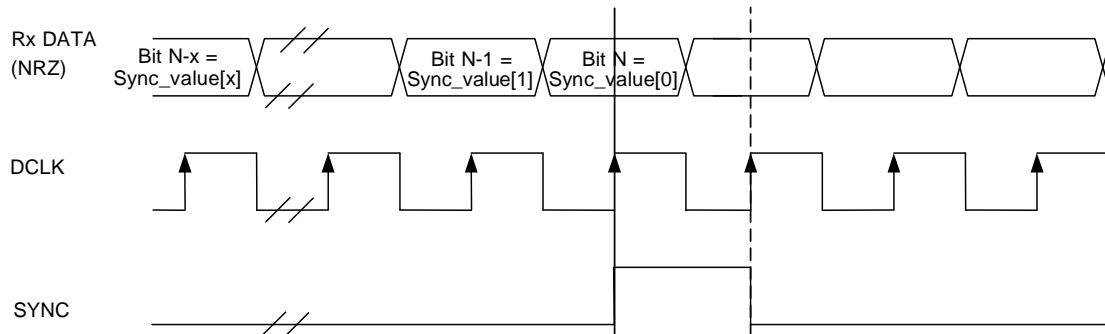 Rx DATA
(NRZ)
Bit N-x =
Sync_value[x]
Bit N-1 =
Sync_value[1]
Bit N =
Sync_value[0]
DCLK
SYNC